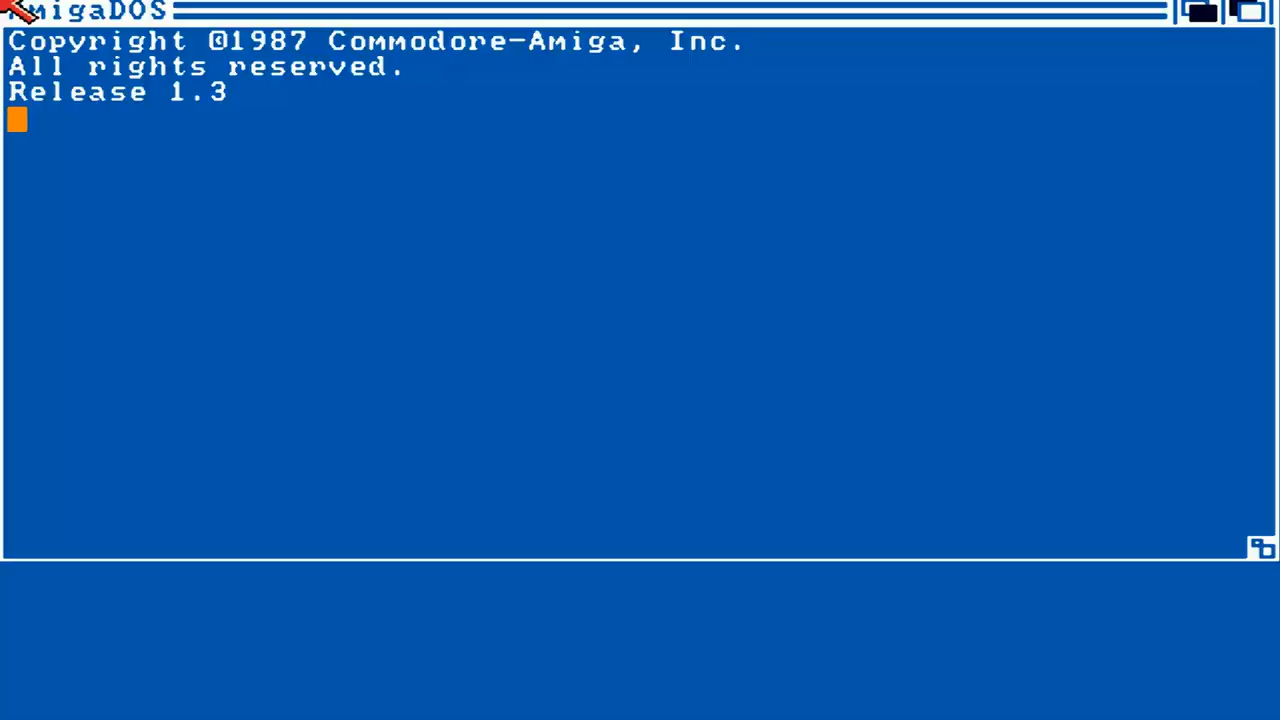 AmigaDOS
Copyright ©1987 Commodore-Amiga, Inc.
All rights reserved.
Release 1.3